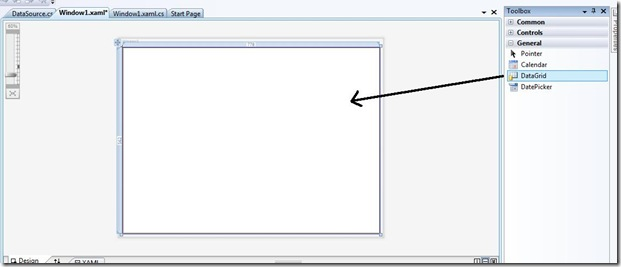 DataSource.cs
Window1.xaml*
Window1.xaml.cs
Start Page
Toolbox
Common
Controls
General
Pointer
Calendar
DataGrid
DatePicker
Properties
Design
XAML